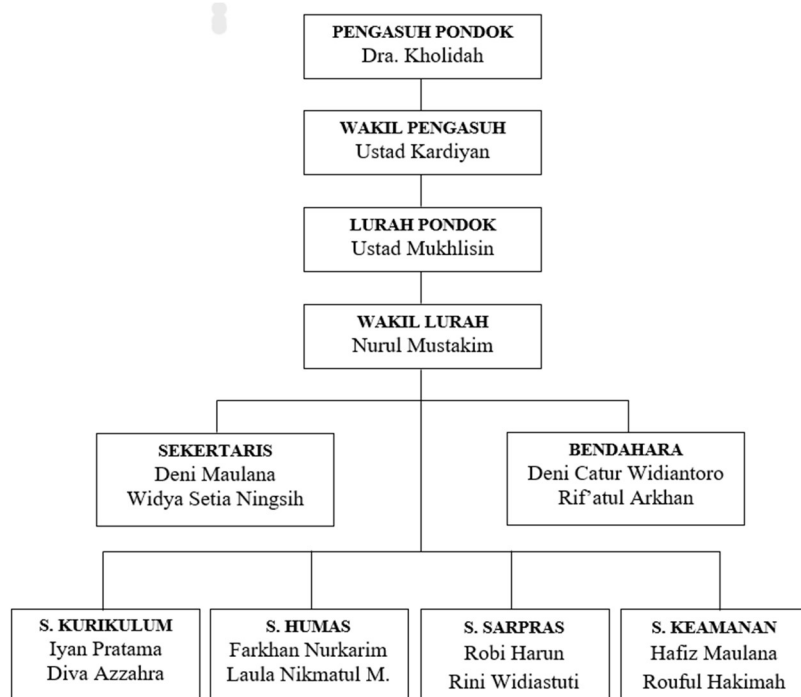 PENGASUH PONDOK
Dra. Kholidah
WAKIL PENGASUH
Ustad Kardiyan
LURAH PONDOK
Ustad Mukhlisin
WAKIL LURAH
Nurul Mustakim
SEKERTARIS
Deni Maulana
Widya Setia Ningsih
BENDAHARA
Deni Catur Widiantoro
Rif’atul Arkhan
S. KURIKULUM
Iyan Pratama
Diva Azzahra
S. HUMAS
Farkhan Nurkarim
Laula Nikmatul M.
S. SARPRAS
Robi Harun
Rini Widiastuti
S. KEAMANAN
Hafiz Maulana
Rouful Hakimah